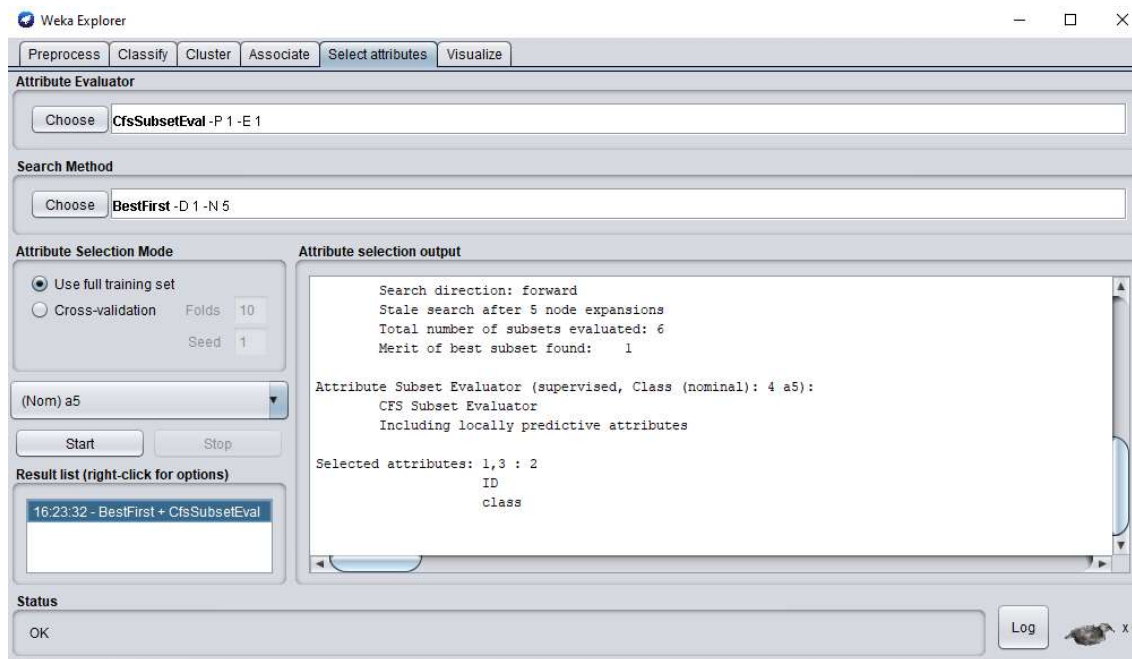 Weka Explorer
Preprocess Classify Cluster Associate Select attributes Visualize
Attribute Evaluator
Choose CfsSubsetEval -P 1 -E 1
Search Method
Choose BestFirst -D 1 -N 5
Attribute Selection Mode
Use full training set
Cross-validation Folds 10
Seed 1
(Nom) a5
Start Stop
Result list (right-click for options)
16:23:32 - BestFirst + CfsSubsetEval
Attribute selection output
Search direction: forward
Stale search after 5 node expansions
Total number of subsets evaluated: 6
Merit of best subset found: 1
Attribute Subset Evaluator (supervised, Class (nominal): 4 a5):
CFS Subset Evaluator
Including locally predictive attributes
Selected attributes: 1,3 : 2
ID
class
Status
OK
Log x